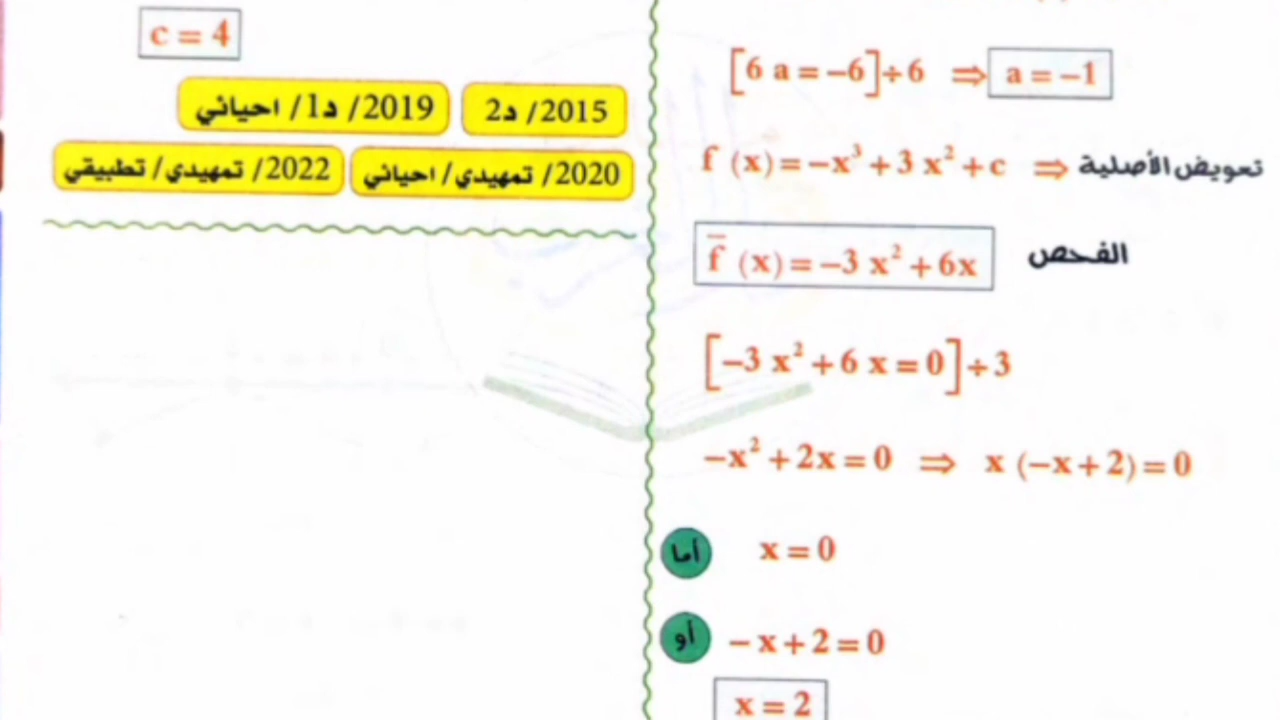 c = 4
2015/ د2
2019/ د1/ احيائي
2020/ تمهيدي/ احيائي
2022/ تمهيدي/ تطبيقي
[6 a = −6] ÷ 6 ⇒ a = −1
f (x) = −x³ + 3 x² + c ⇒ تعويض الأصلية
f̅ (x) = −3 x² + 6x الفحص
[−3 x² + 6 x = 0] ÷ 3
−x² + 2x = 0 ⇒ x (−x + 2) = 0
أما x = 0
أو − x + 2 = 0
x = 2